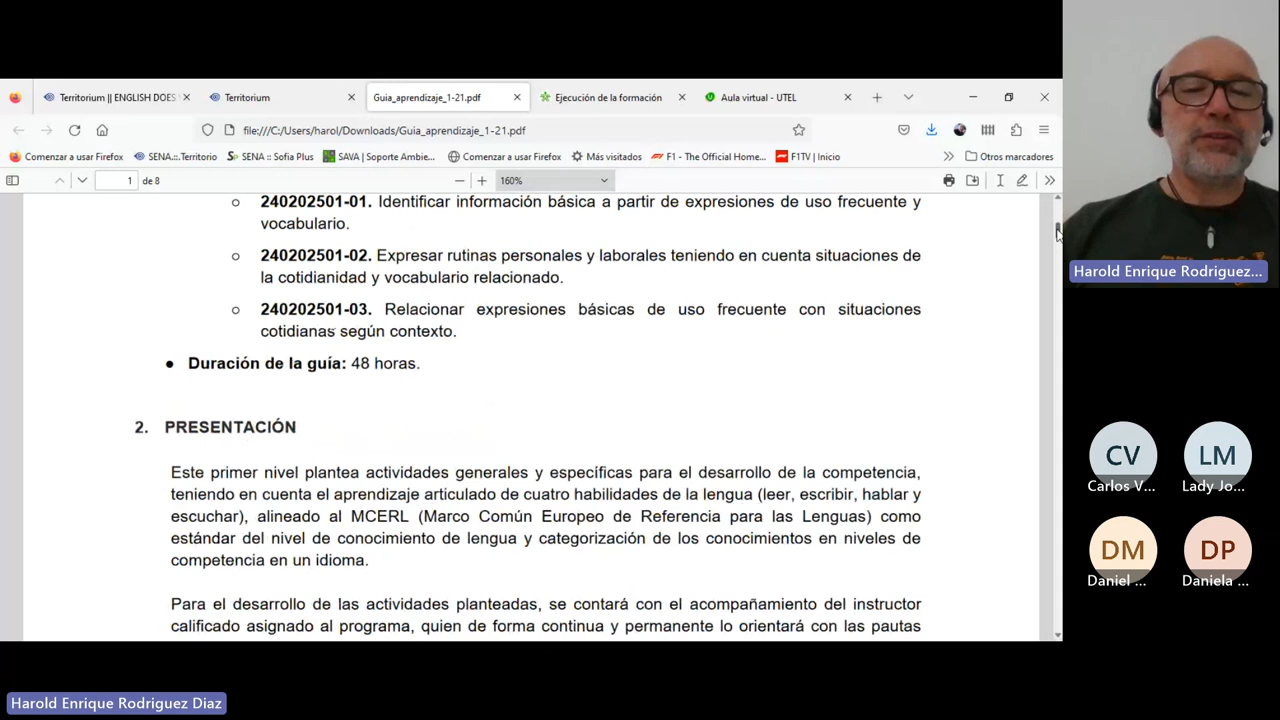 Territorium || ENGLISH DOES
Territorium
Guia_aprendizaje_1-21.pdf
Ejecución de la formación
Aula virtual - UTEL
file:///C:/Users/harol/Downloads/Guia_aprendizaje_1-21.pdf
Comenzar a usar Firefox
SENA.::.Territorio
SENA :: Sofia Plus
SAVA | Soporte Ambie...
Comenzar a usar Firefox
Más visitados
F1 - The Official Home...
F1TV | Inicio
Otros marcadores
1 de 8
160%
240202501-01. Identificar información básica a partir de expresiones de uso frecuente y
vocabulario.
240202501-02. Expresar rutinas personales y laborales teniendo en cuenta situaciones de
la cotidianidad y vocabulario relacionado.
240202501-03. Relacionar expresiones básicas de uso frecuente con situaciones
cotidianas según contexto.
Duración de la guía: 48 horas.
2. PRESENTACIÓN
Este primer nivel plantea actividades generales y específicas para el desarrollo de la competencia,
teniendo en cuenta el aprendizaje articulado de cuatro habilidades de la lengua (leer, escribir, hablar y
escuchar), alineado al MCERL (Marco Común Europeo de Referencia para las Lenguas) como
estándar del nivel de conocimiento de lengua y categorización de los conocimientos en niveles de
competencia en un idioma.
Para el desarrollo de las actividades planteadas, se contará con el acompañamiento del instructor
calificado asignado al programa, quien de forma continua y permanente lo orientará con las pautas
Harold Enrique Rodriguez...
CV
Carlos V...
LM
Lady Jo...
DM
Daniel ...
DP
Daniela ...
Harold Enrique Rodriguez Diaz